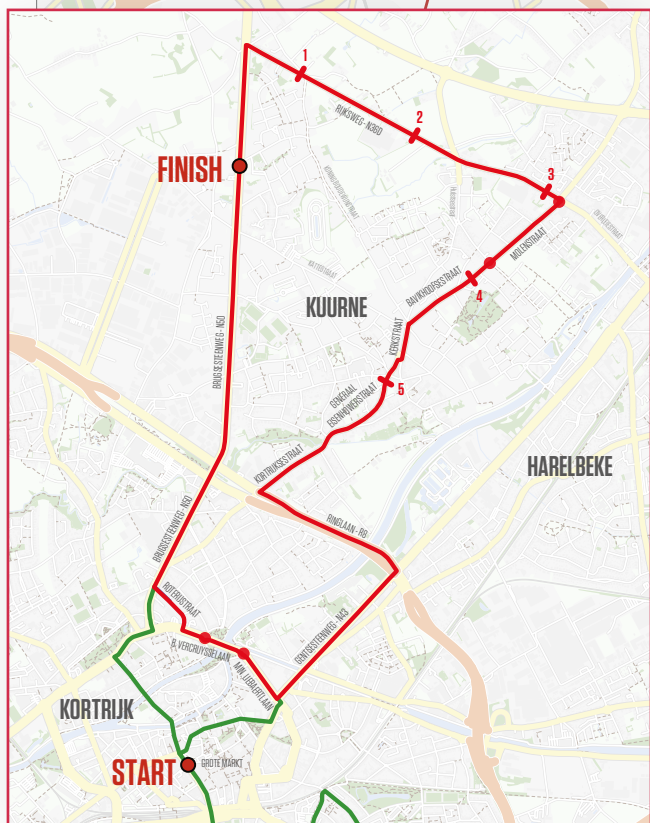 1
RIJKSWEG - N36D
2
FINISH
3
MOLENSTRAAT
BAVIKHOOFSESTRAAT
4
KUURNE
KERKSTRAAT
BRUGSESTEENWEG - N50
GENERAAL
EISENHOWERSTRAAT
5
HARELBEKE
KORTRIJKSESTRAAT
RINGLAAN - R8
BRUGSESTEENWEG - N50
ROTERIJSTRAAT
GENTSESTEENWEG - N43
B. VERCRUYSSELAAN
MIN. LIEBAERTLAAN
KORTRIJK
START
GROTE MARKT